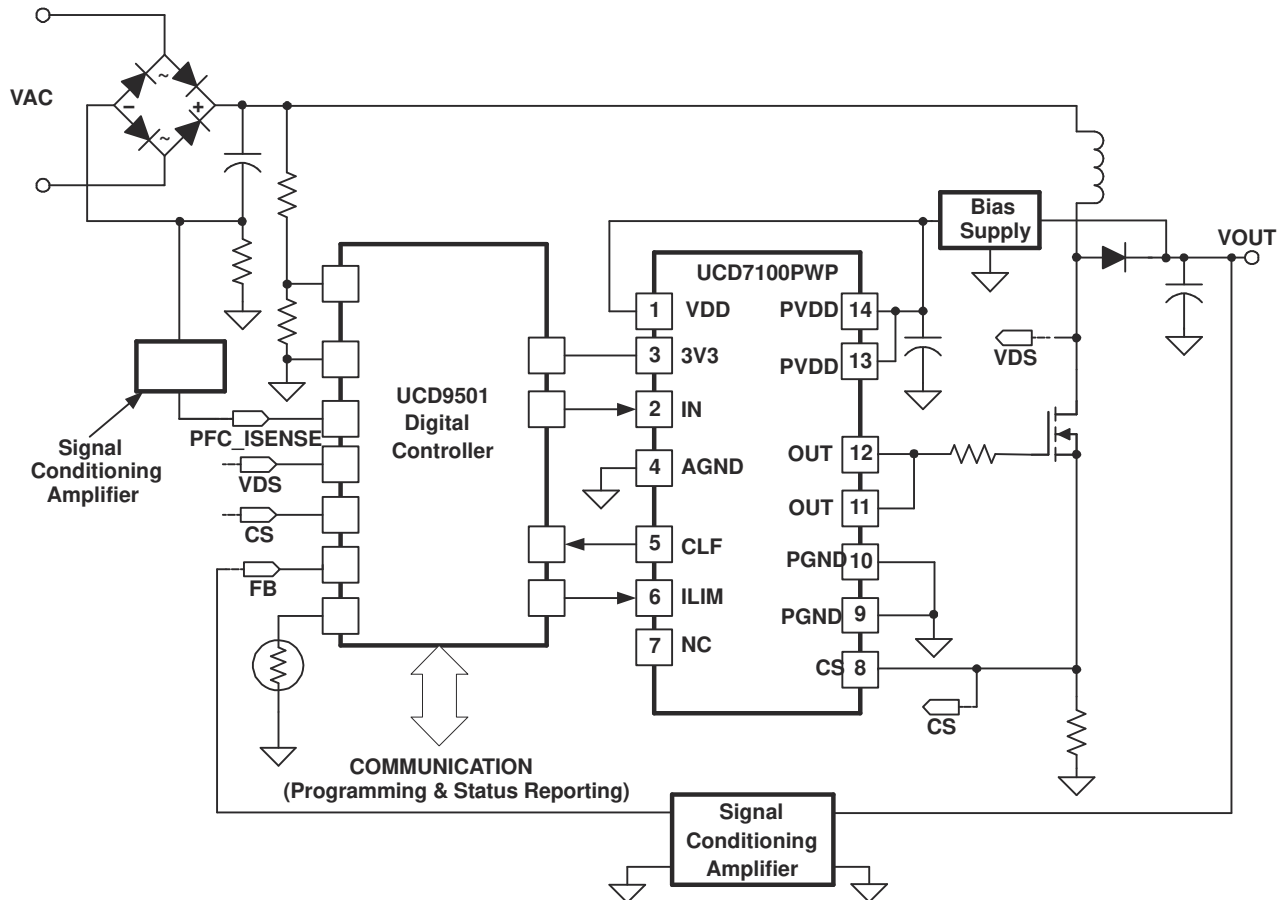 VAC
~
−
+
~
Bias
Supply
VOUT
UCD7100PWP
1
VDD
PVDD
14
3
3V3
PVDD
13
VDS
UCD9501
Digital
Controller
2
IN
PFC_ISENSE
Signal
Conditioning
Amplifier
VDS
4
AGND
OUT
12
CS
OUT
11
5
CLF
PGND
10
FB
6
ILIM
PGND
9
7
NC
CS
8
CS
COMMUNICATION
(Programming & Status Reporting)
Signal
Conditioning
Amplifier